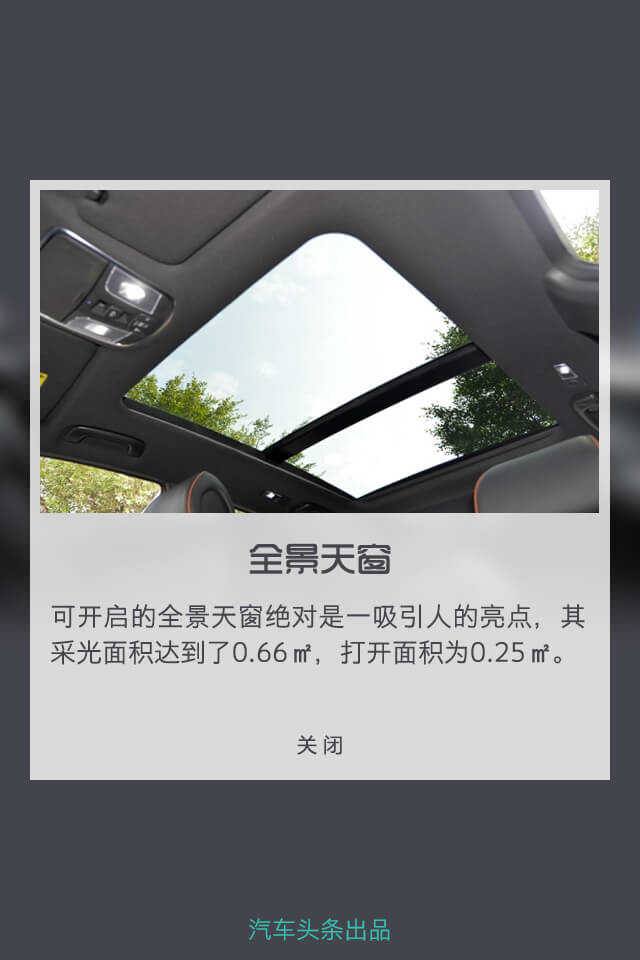 全景天窗
可开启的全景天窗绝对是一吸引人的亮点，其
采光面积达到了0.66㎡，打开面积为0.25㎡。
关闭
汽车头条出品